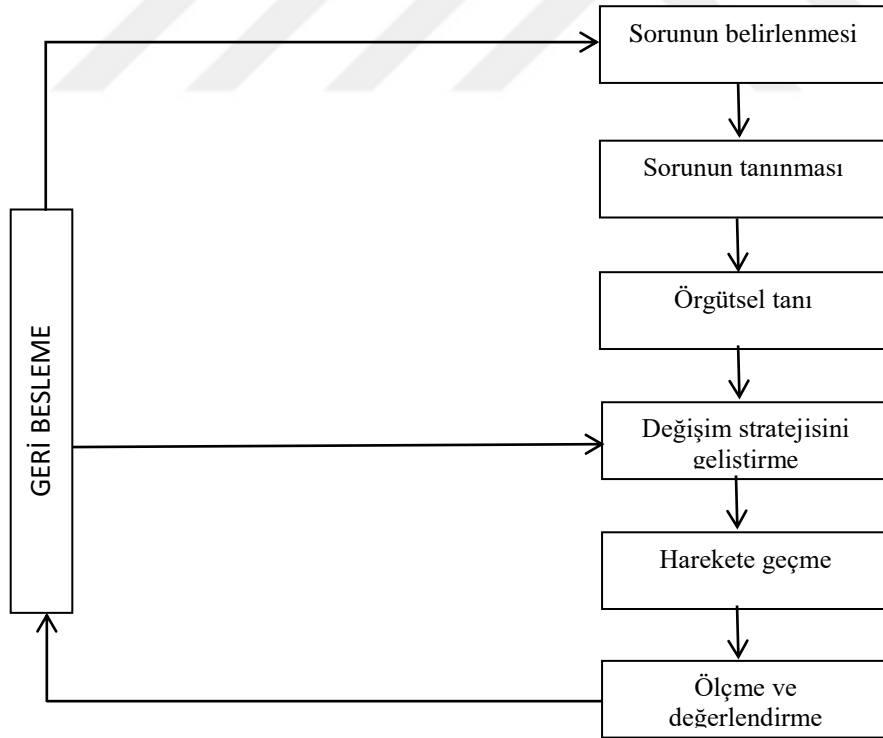 Sorunun belirlenmesi
Sorunun tanınması
Örgütsel tanı
GERİ BESLEME
Değişim stratejisini
geliştirme
Harekete geçme
Ölçme ve
değerlendirme